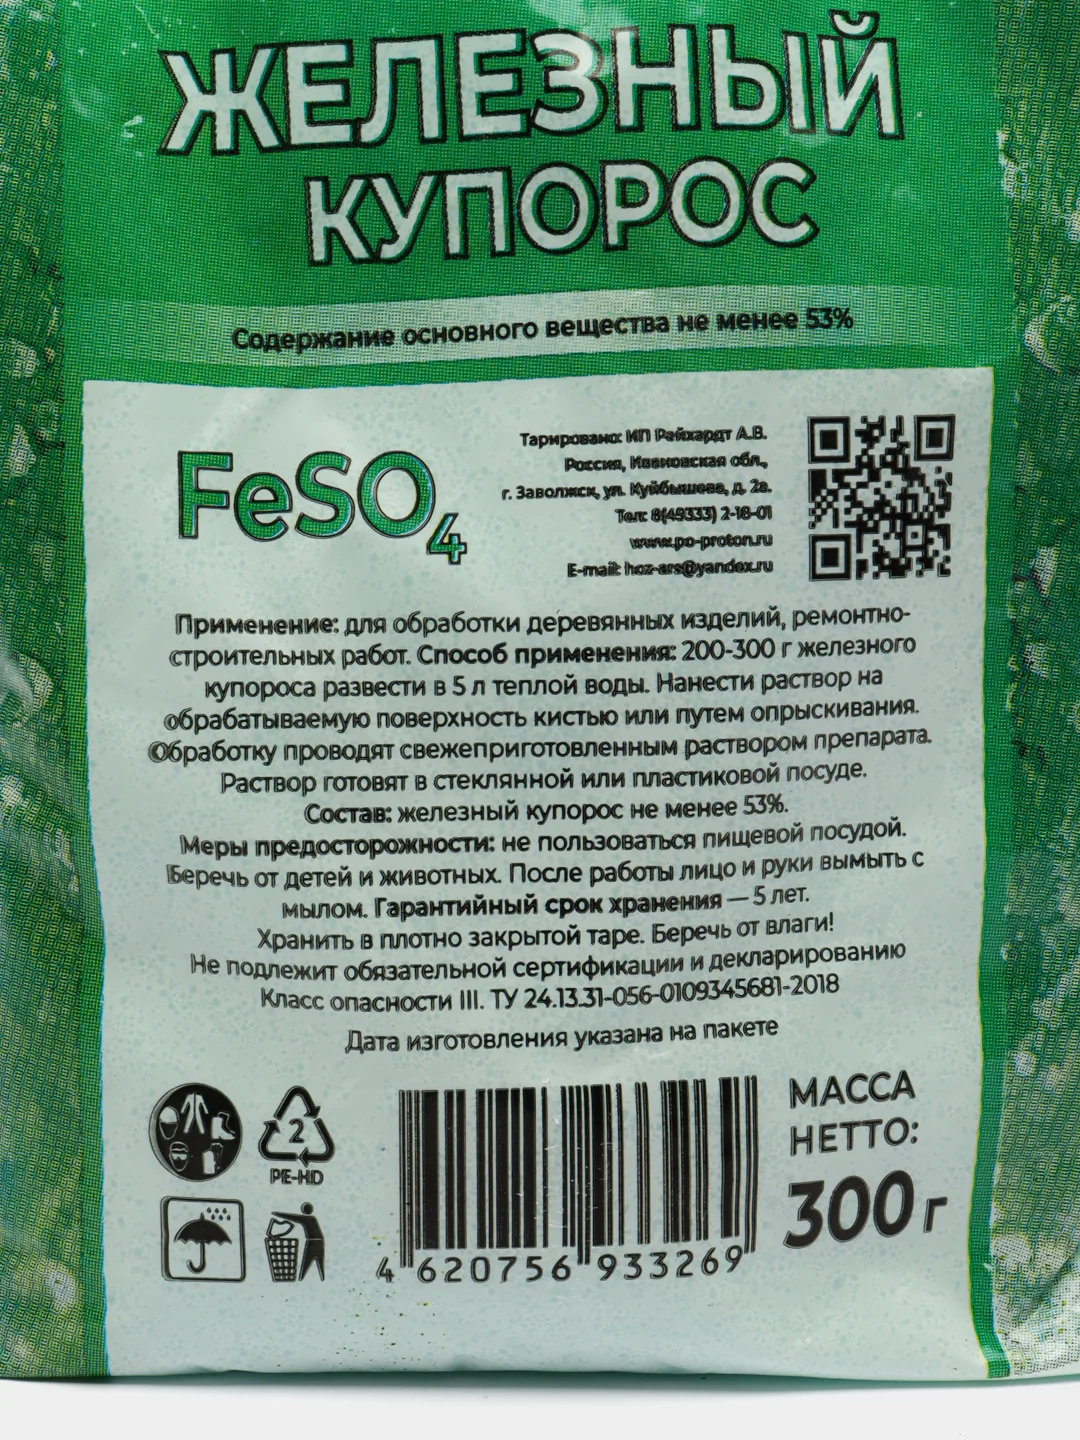 ЖЕЛЕЗНЫЙ
КУПОРОС
Содержание основного вещества не менее 53%
FeSO4
Тарировано: ИП Рейхардт А.В.
Россия, Ивановская обл.,
г. Заволжск, ул. Куйбышева, д. 2а.
Тел.: 8(49333) 2-18-01
www.po-proton.ru
E-mail: hoz-ars@yandex.ru
Применение: для обработки деревянных изделий, ремонтно-
строительных работ. Способ применения: 200-300 г железного
купороса развести в 5 л теплой воды. Нанести раствор на
обрабатываемую поверхность кистью или путем опрыскивания.
Обработку проводят свежеприготовленным раствором препарата.
Раствор готовят в стеклянной или пластиковой посуде.
Состав: железный купорос не менее 53%.
Меры предосторожности: не пользоваться пищевой посудой.
Беречь от детей и животных. После работы лицо и руки вымыть с
мылом. Гарантийный срок хранения — 5 лет.
Хранить в плотно закрытой таре. Беречь от влаги!
Не подлежит обязательной сертификации и декларированию
Класс опасности III. ТУ 24.13.31-056-0109345681-2018
Дата изготовления указана на пакете
2
PE-HD
4 620756 933269
МАССА
НЕТТО:
300 г